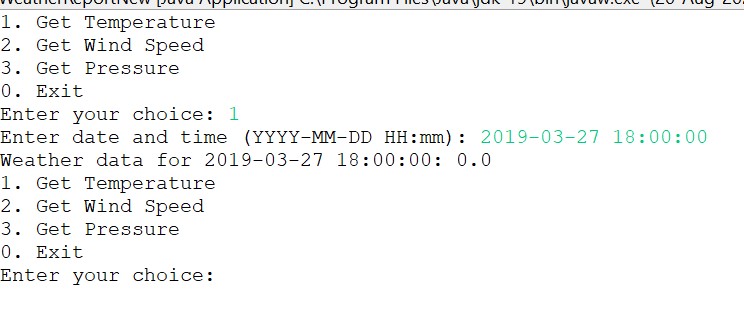 1. Get Temperature
2. Get Wind Speed
3. Get Pressure
0. Exit
Enter your choice: 1
Enter date and time (YYYY-MM-DD HH:mm): 2019-03-27 18:00:00
Weather data for 2019-03-27 18:00:00: 0.0
1. Get Temperature
2. Get Wind Speed
3. Get Pressure
0. Exit
Enter your choice: